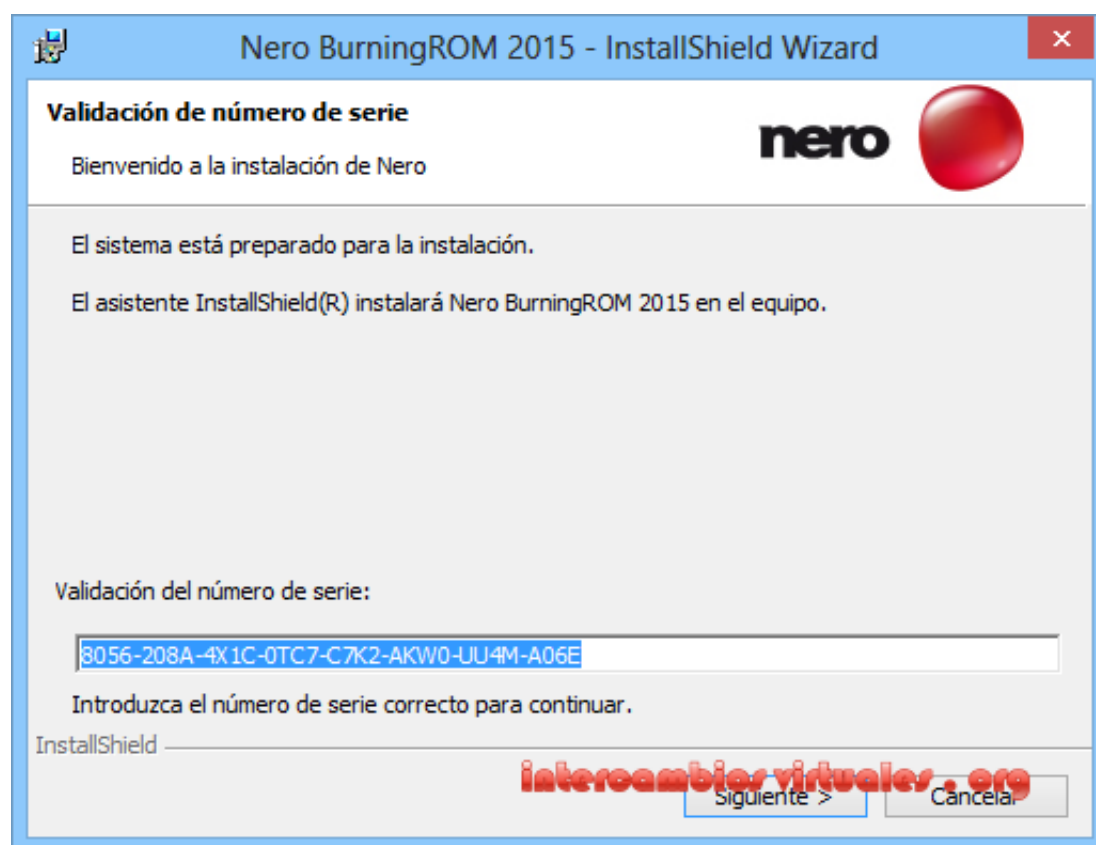 Nero BurningROM 2015 - InstallShield Wizard
Validación de número de serie
Bienvenido a la instalación de Nero
nero
El sistema está preparado para la instalación.
El asistente InstallShield(R) instalará Nero BurningROM 2015 en el equipo.
Validación del número de serie:
8056-208A-4X1C-0TC7-C7K2-AKW0-UU4M-A06E
Introduzca el número de serie correcto para continuar.
InstallShield
intercambiosvirtuales.org
Siguiente >
Cancelar